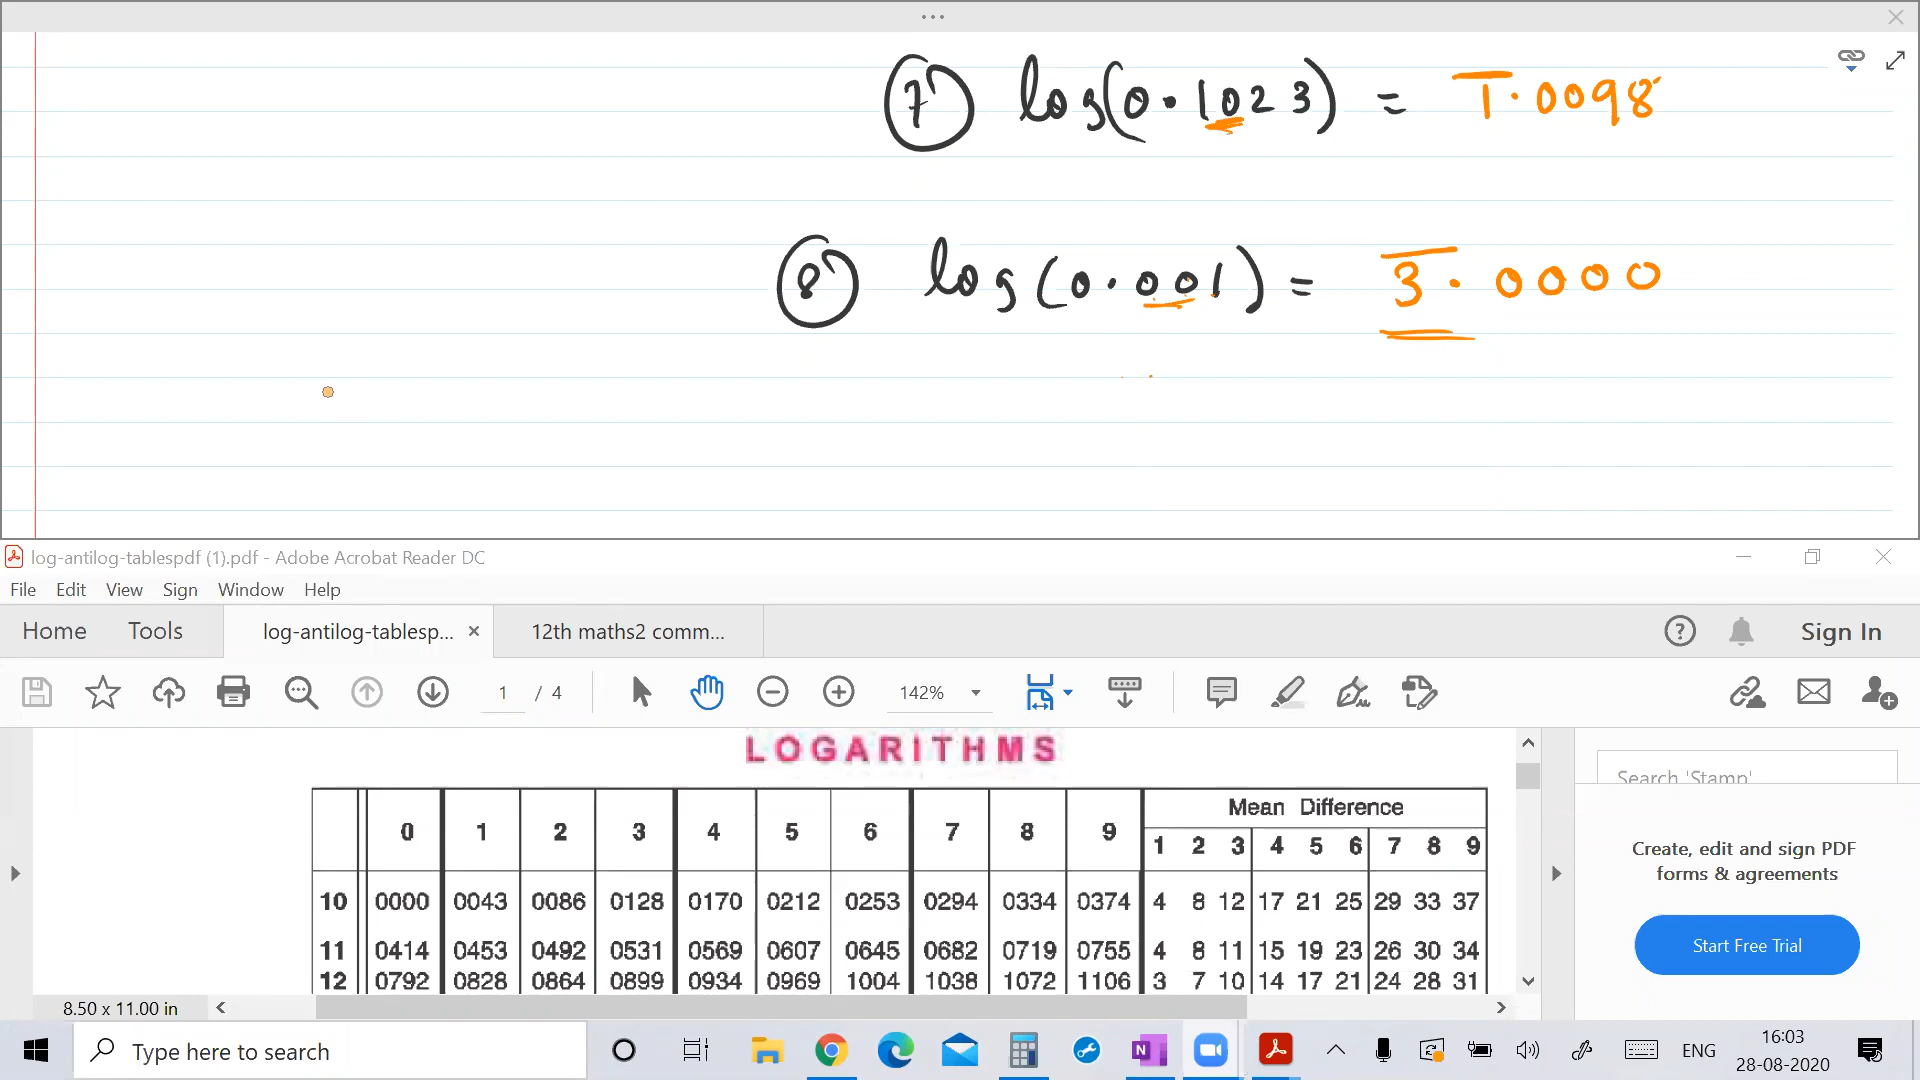 ⑦ log(0.1023) = 1̅.0098
⑧ log(0.001) = 3̅.0000
log-antilog-tablespdf (1).pdf - Adobe Acrobat Reader DC
File Edit View Sign Window Help
Home Tools log-antilog-tablesp... × 12th maths2 comm... Sign In
1 / 4 142%
LOGARITHMS
Search 'Stamp'
Mean Difference
0 1 2 3 4 5 6 7 8 9 1 2 3 4 5 6 7 8 9
10 0000 0043 0086 0128 0170 0212 0253 0294 0334 0374 4 8 12 17 21 25 29 33 37
11 0414 0453 0492 0531 0569 0607 0645 0682 0719 0755 4 8 11 15 19 23 26 30 34
12 0792 0828 0864 0899 0934 0969 1004 1038 1072 1106 3 7 10 14 17 21 24 28 31
Create, edit and sign PDF
forms & agreements
Start Free Trial
8.50 x 11.00 in
Type here to search
ENG
16:03
28-08-2020